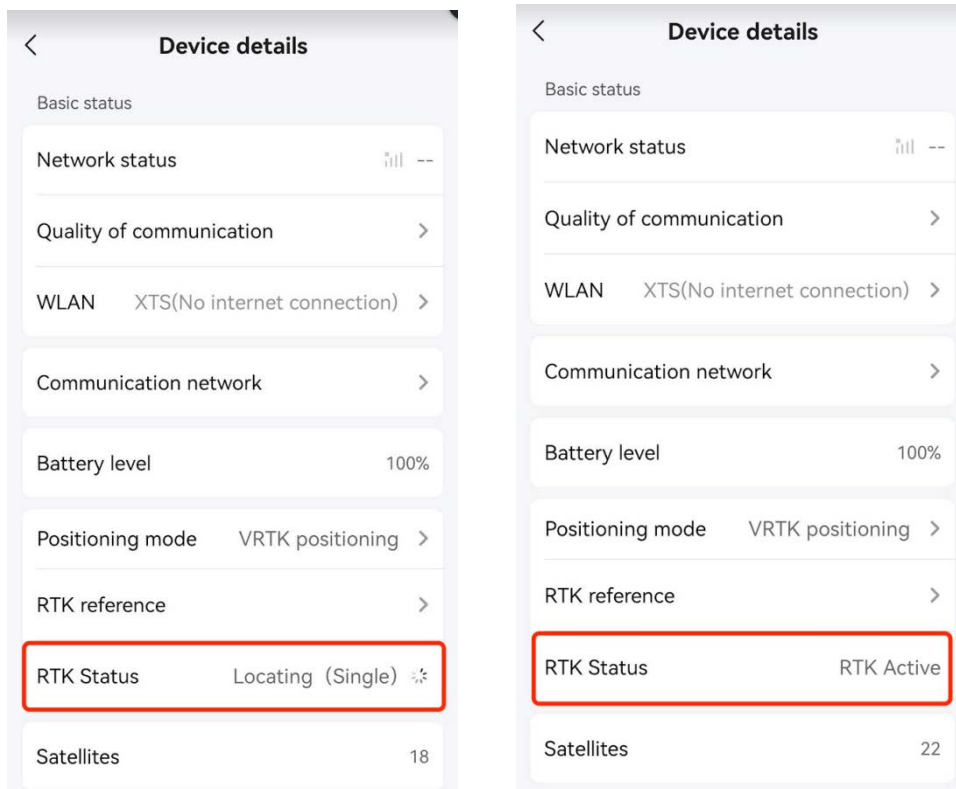 Device details
Basic status
Network status --
Quality of communication
WLAN XTS(No internet connection)
Communication network
Battery level 100%
Positioning mode VRTK positioning
RTK reference
RTK Status Locating (Single)
Satellites 18
Device details
Basic status
Network status --
Quality of communication
WLAN XTS(No internet connection)
Communication network
Battery level 100%
Positioning mode VRTK positioning
RTK reference
RTK Status RTK Active
Satellites 22